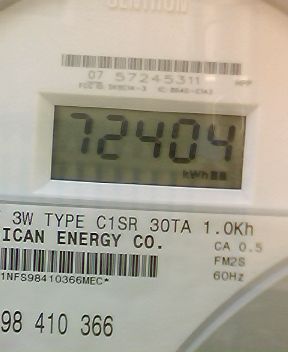 CENTRON
07 57245311
72404
kWh
3W TYPE C1SR 30TA 1.0Kh
ICAN ENERGY CO.
CA 0.5
FM2S
60Hz
1NFS98410366MEC*
98 410 366